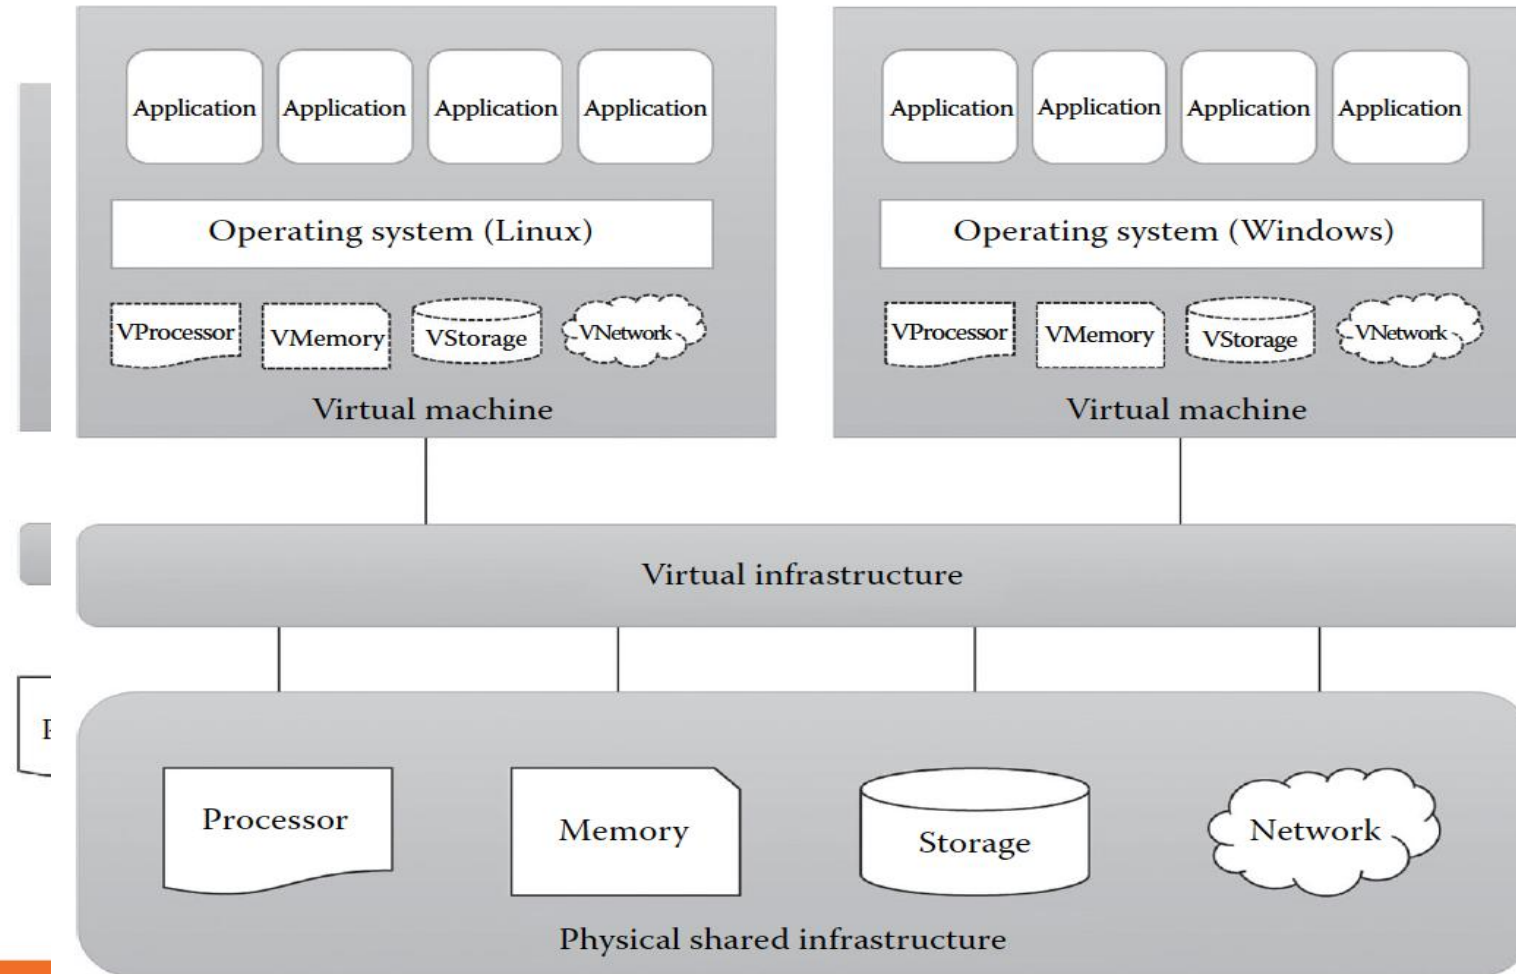 Application Application Application Application
Application Application Application Application
Operating system (Linux)
Operating system (Windows)
VProcessor VMemory VStorage VNetwork
VProcessor VMemory VStorage VNetwork
Virtual machine
Virtual machine
Virtual infrastructure
Processor
Memory
Storage
Network
Physical shared infrastructure